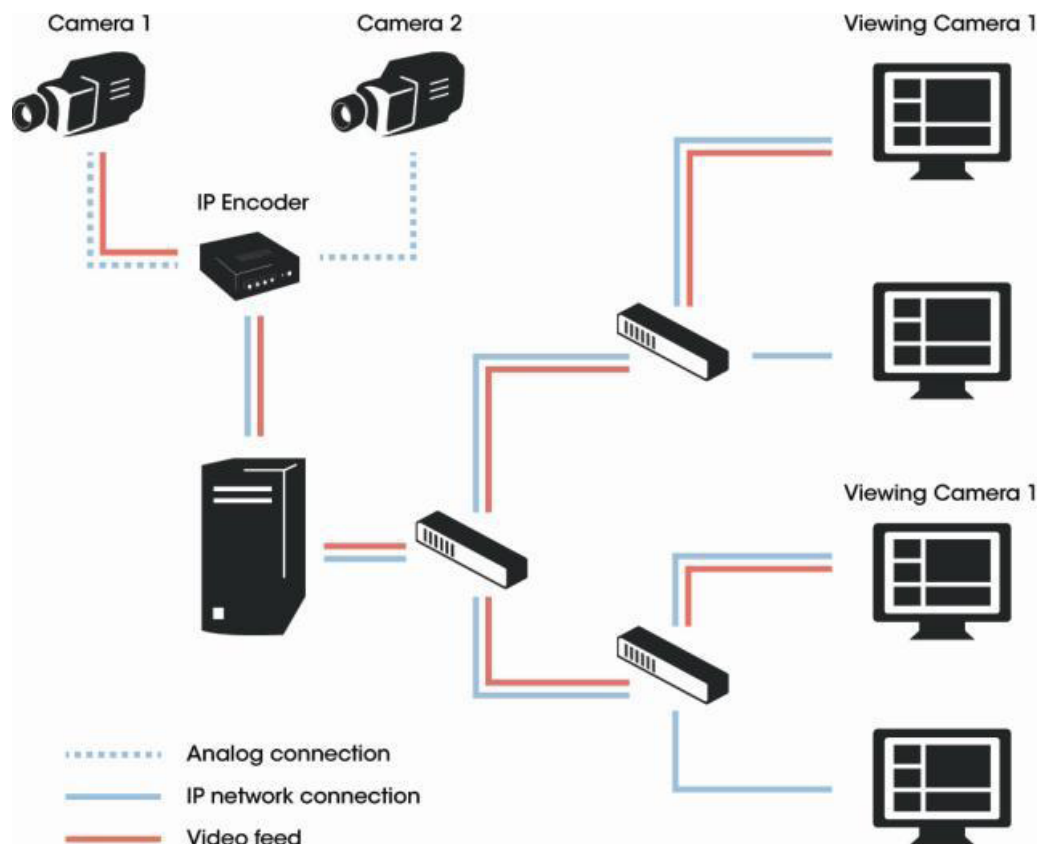 Camera 1
Camera 2
Viewing Camera 1
IP Encoder
Viewing Camera 1
Analog connection
IP network connection
Video feed